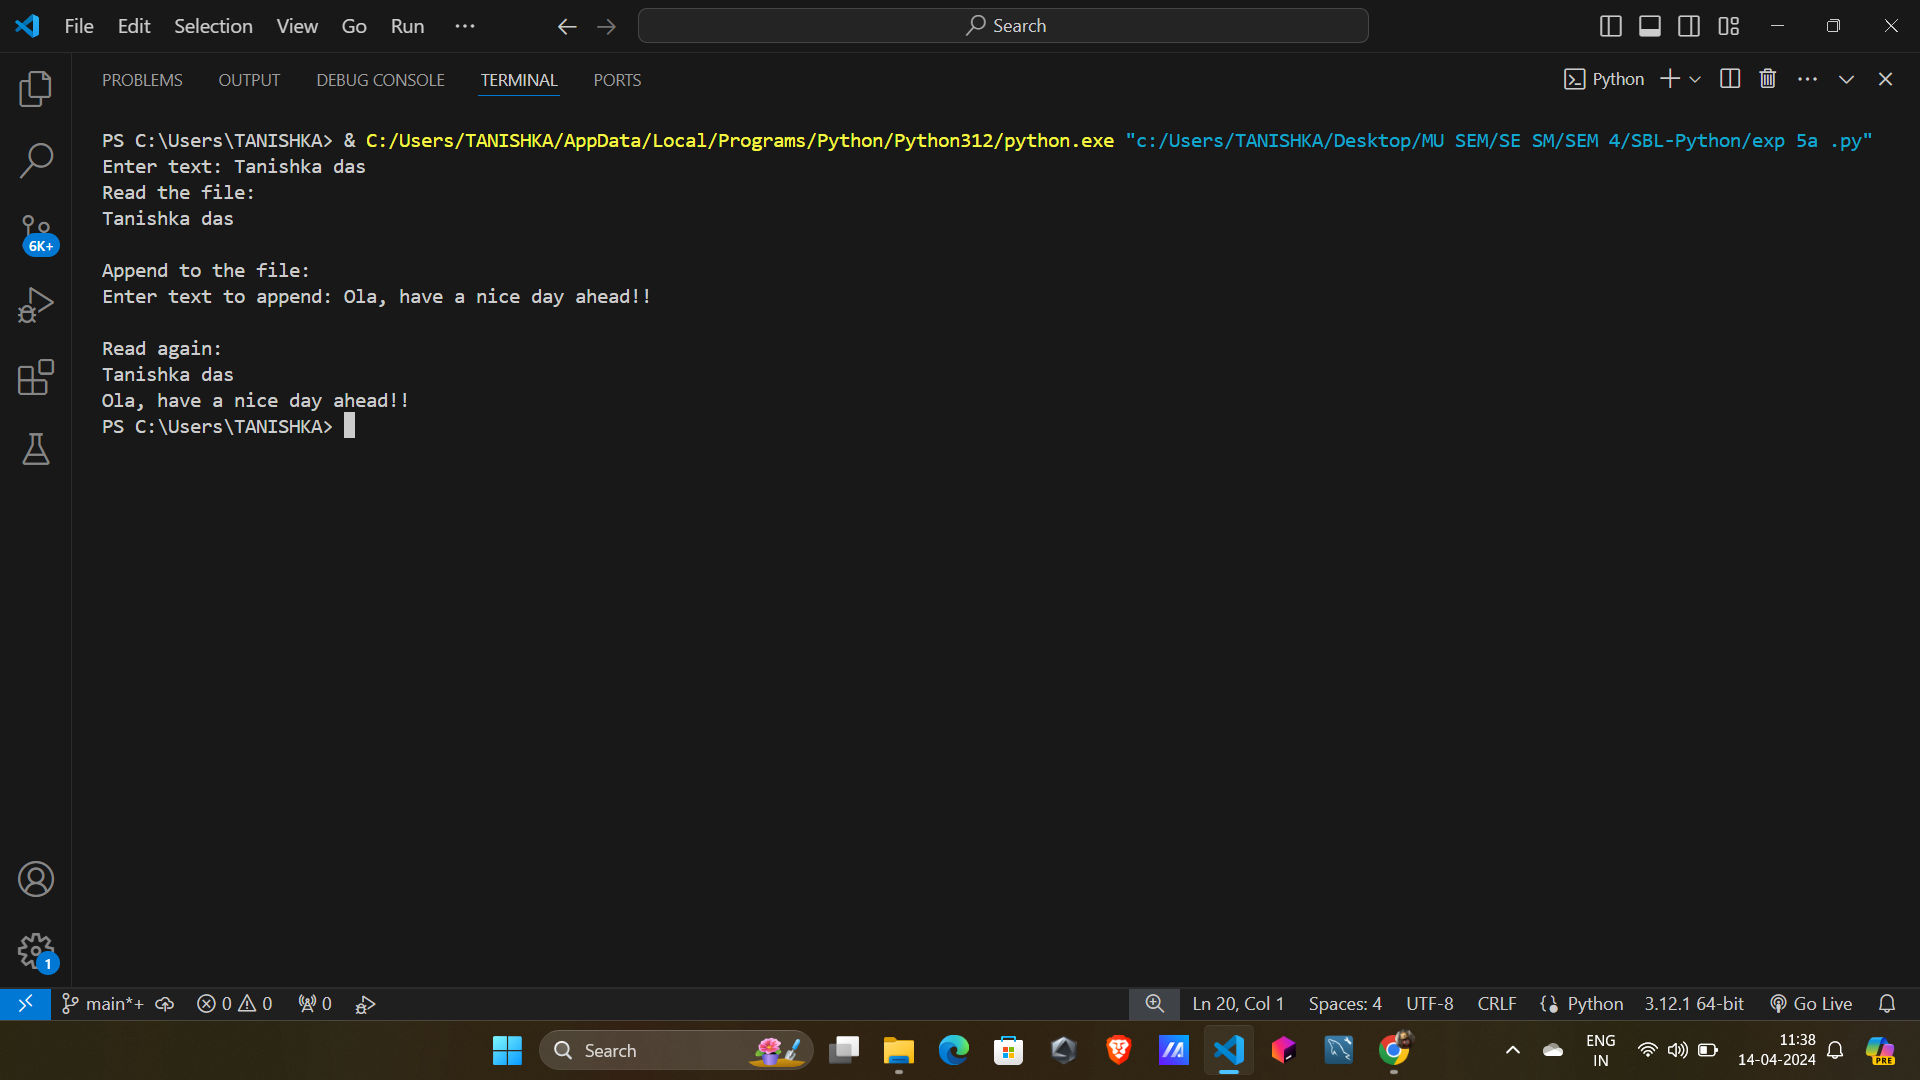 File Edit Selection View Go Run ··· Search
PROBLEMS OUTPUT DEBUG CONSOLE TERMINAL PORTS Python
PS C:\Users\TANISHKA> & C:/Users/TANISHKA/AppData/Local/Programs/Python/Python312/python.exe "c:/Users/TANISHKA/Desktop/MU SEM/SE SM/SEM 4/SBL-Python/exp 5a .py"
Enter text: Tanishka das
Read the file:
Tanishka das
Append to the file:
Enter text to append: Ola, have a nice day ahead!!
Read again:
Tanishka das
Ola, have a nice day ahead!!
PS C:\Users\TANISHKA>
6K+
1
main*+ 0 0 0 Ln 20, Col 1 Spaces: 4 UTF-8 CRLF Python 3.12.1 64-bit Go Live
Search ENG 11:38
IN 14-04-2024 PRE